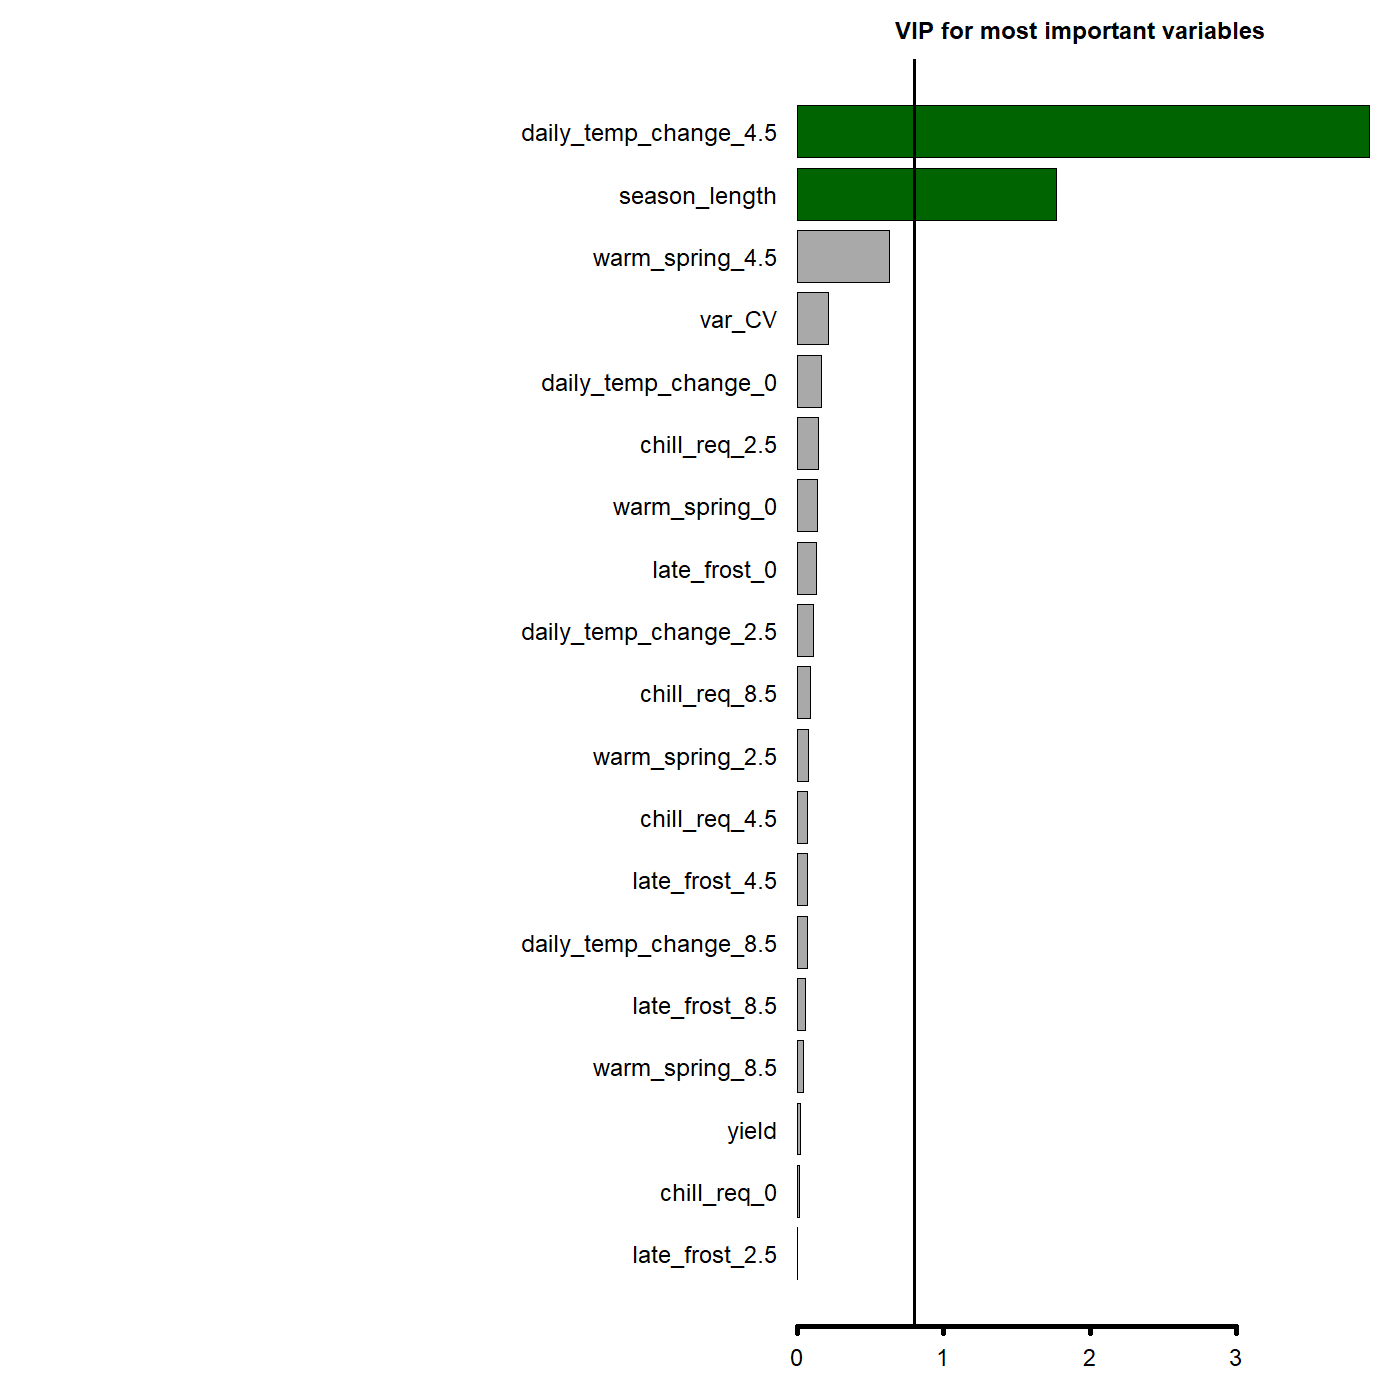 VIP for most important variables
daily_temp_change_4.5
season_length
warm_spring_4.5
var_CV
daily_temp_change_0
chill_req_2.5
warm_spring_0
late_frost_0
daily_temp_change_2.5
chill_req_8.5
warm_spring_2.5
chill_req_4.5
late_frost_4.5
daily_temp_change_8.5
late_frost_8.5
warm_spring_8.5
yield
chill_req_0
late_frost_2.5
0 1 2 3